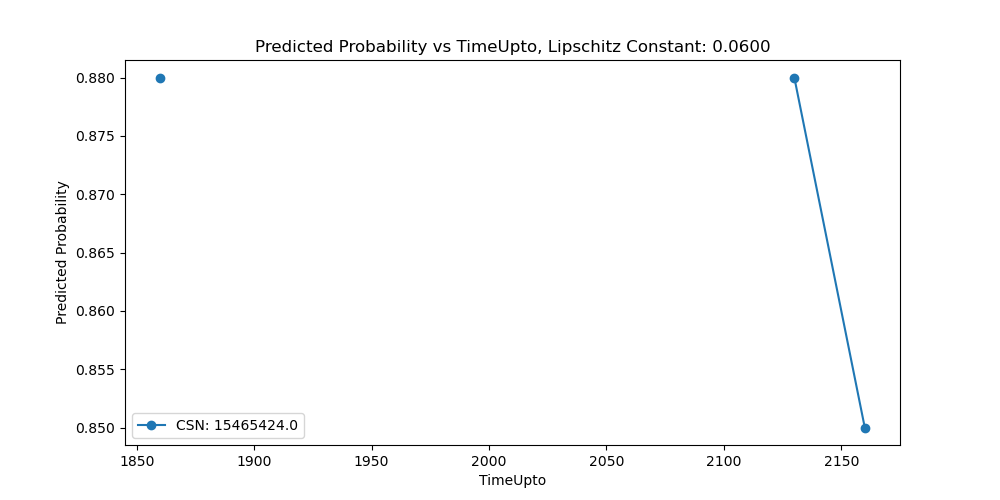 Predicted Probability vs TimeUpto, Lipschitz Constant: 0.0600
Predicted Probability
0.880
0.875
0.870
0.865
0.860
0.855
0.850
CSN: 15465424.0
1850 1900 1950 2000 2050 2100 2150
TimeUpto